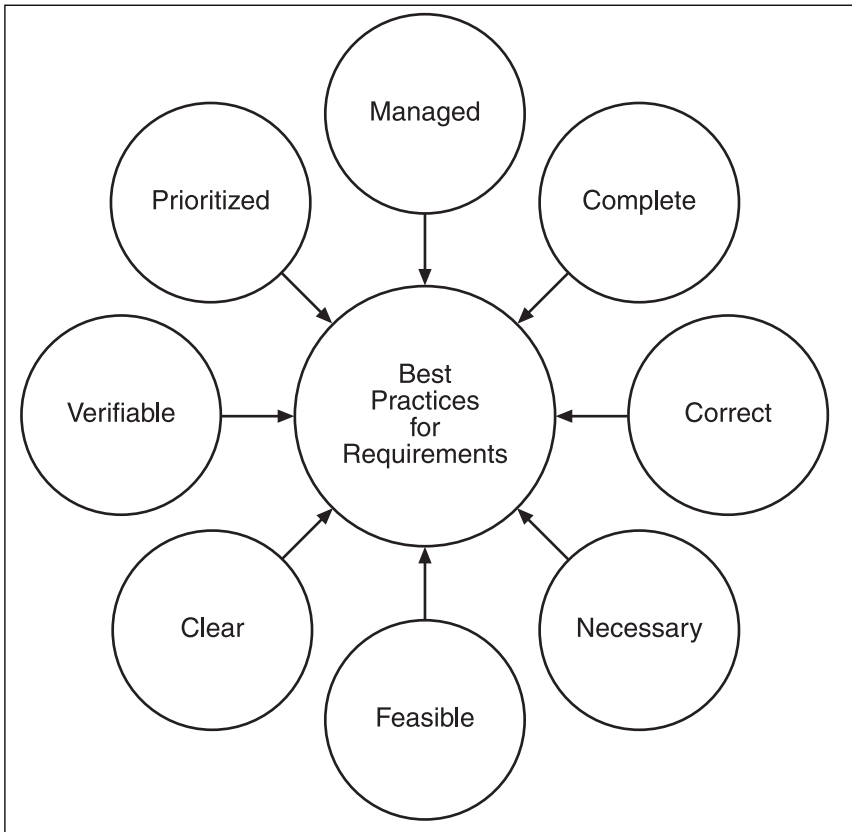 Managed
Prioritized
Complete
Best
Practices
for
Requirements
Verifiable
Correct
Clear
Necessary
Feasible